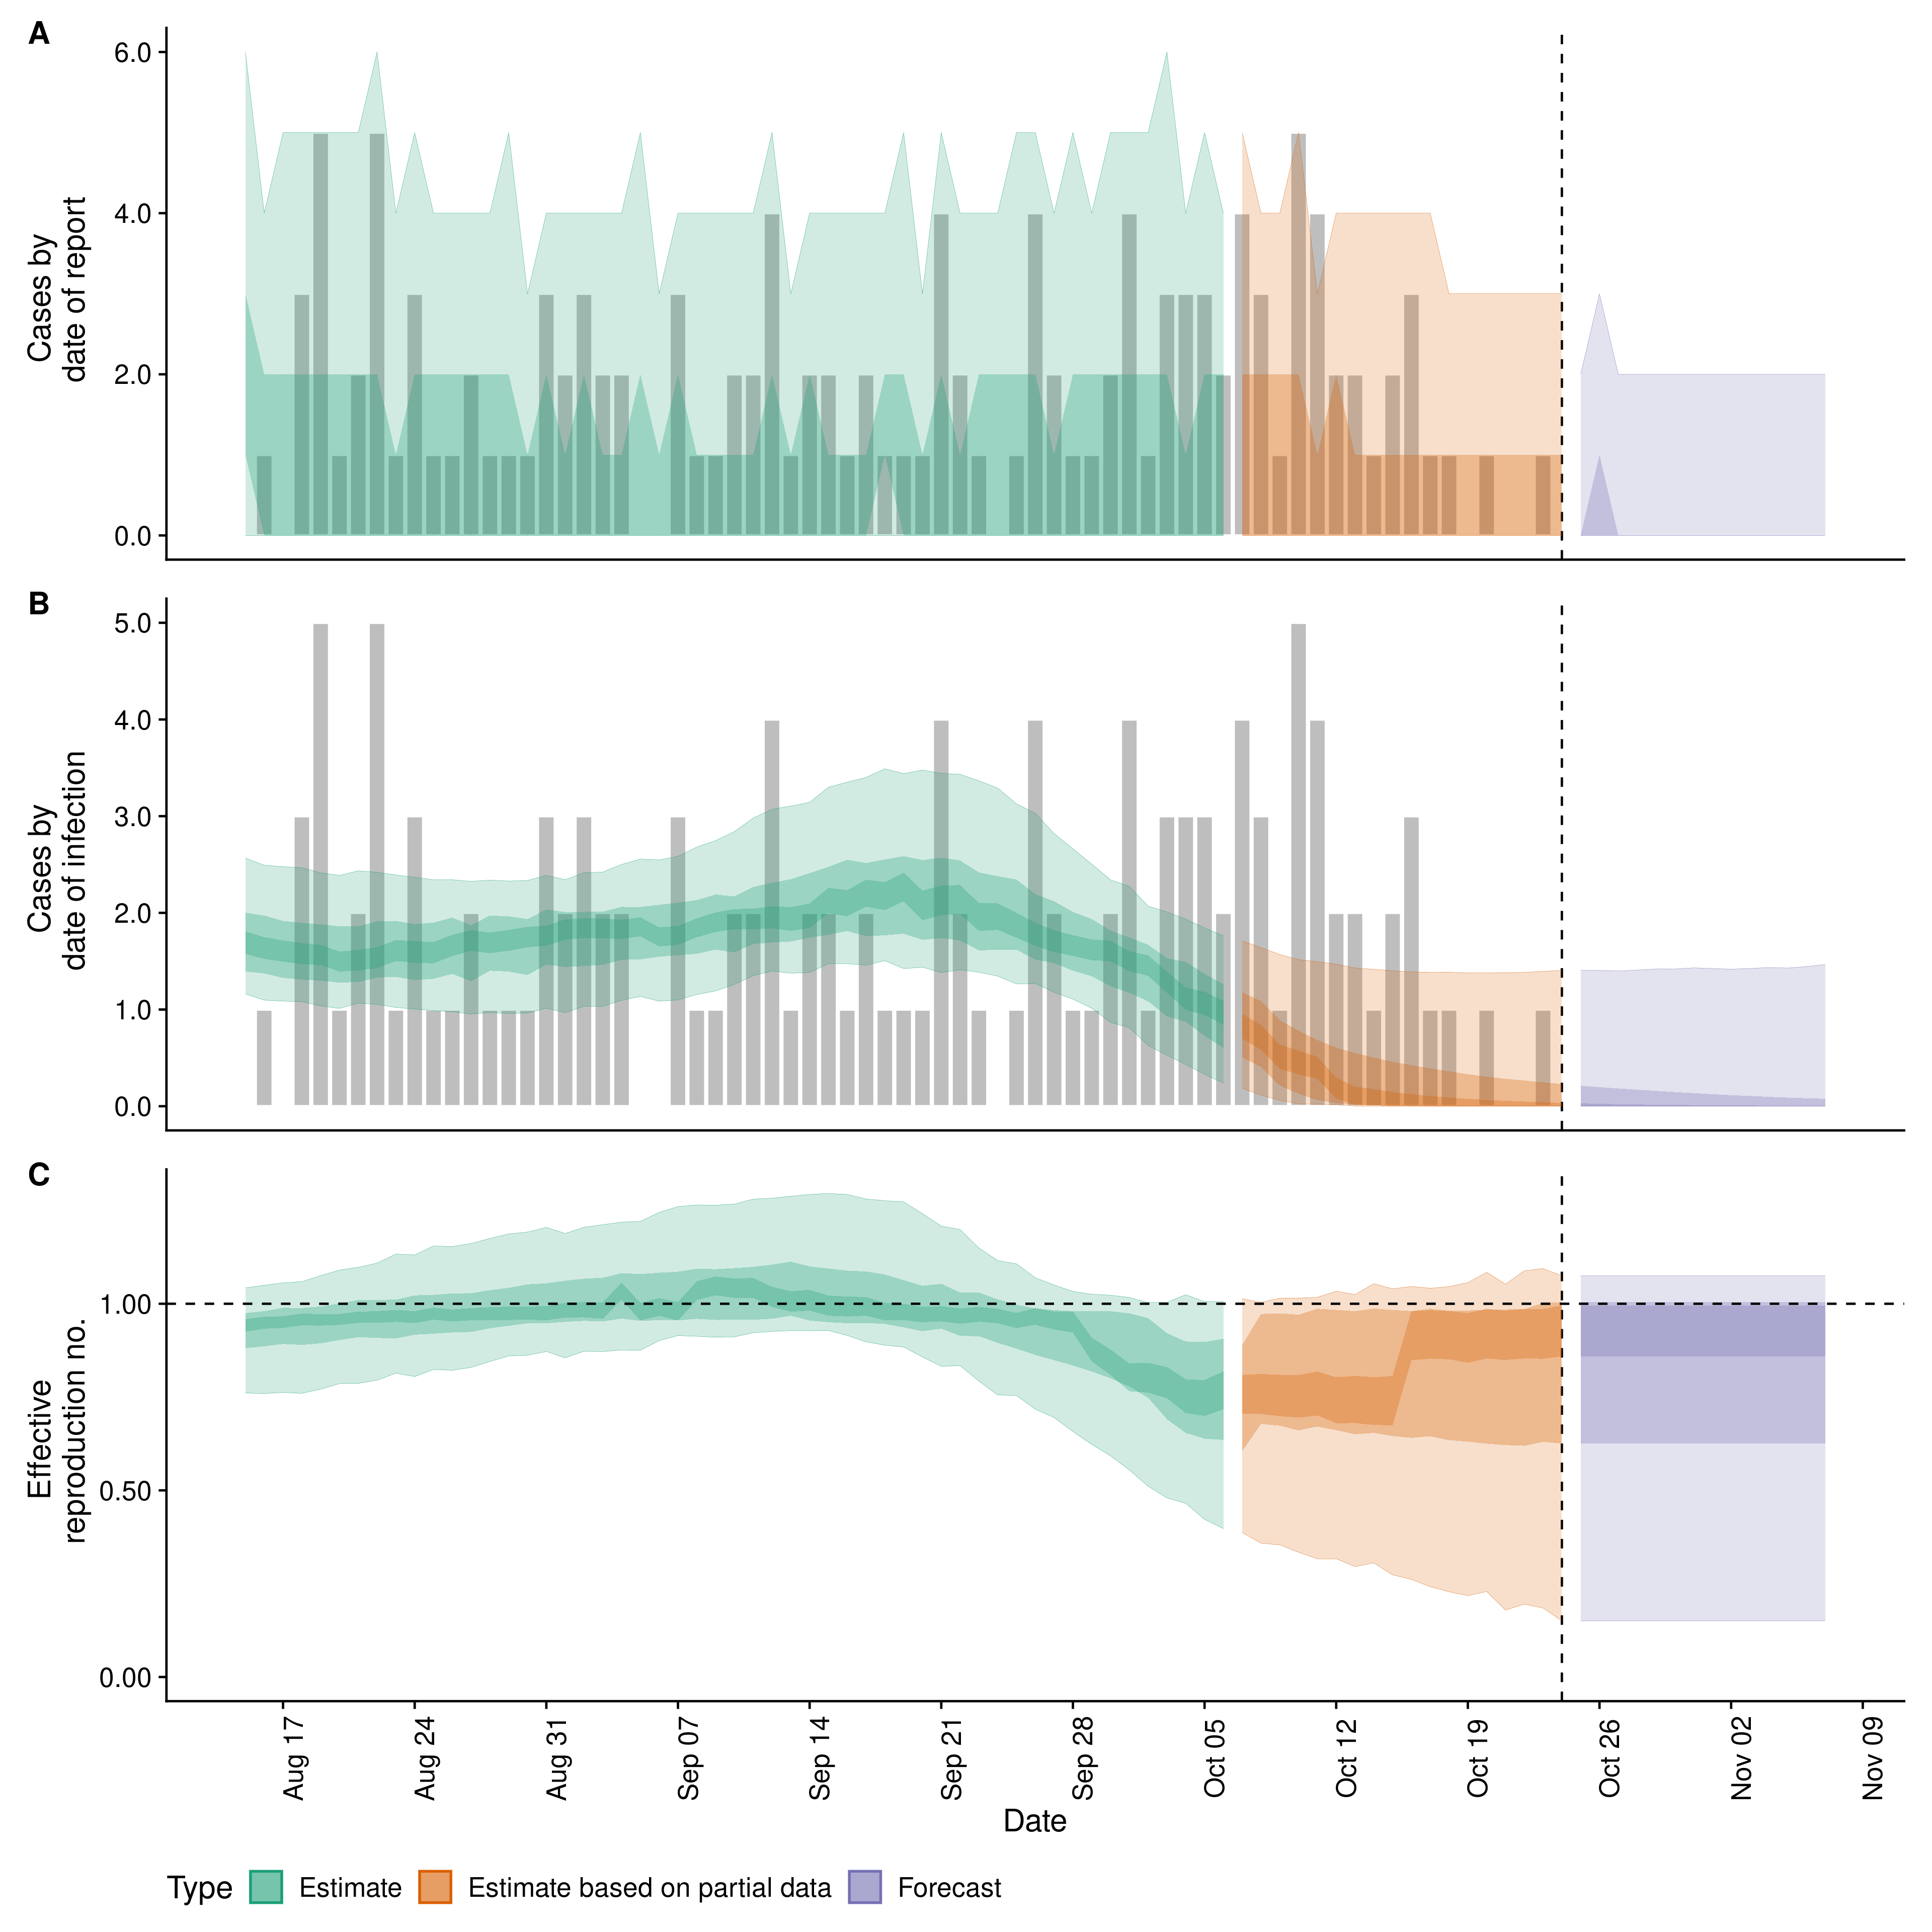 A
6.0
4.0
2.0
0.0
Cases by
date of report
B
5.0
4.0
3.0
2.0
1.0
0.0
Cases by
date of infection
C
1.00
0.50
0.00
Effective
reproduction no.
Aug 17
Aug 24
Aug 31
Sep 07
Sep 14
Sep 21
Sep 28
Oct 05
Oct 12
Oct 19
Oct 26
Nov 02
Nov 09
Date
Type Estimate Estimate based on partial data Forecast